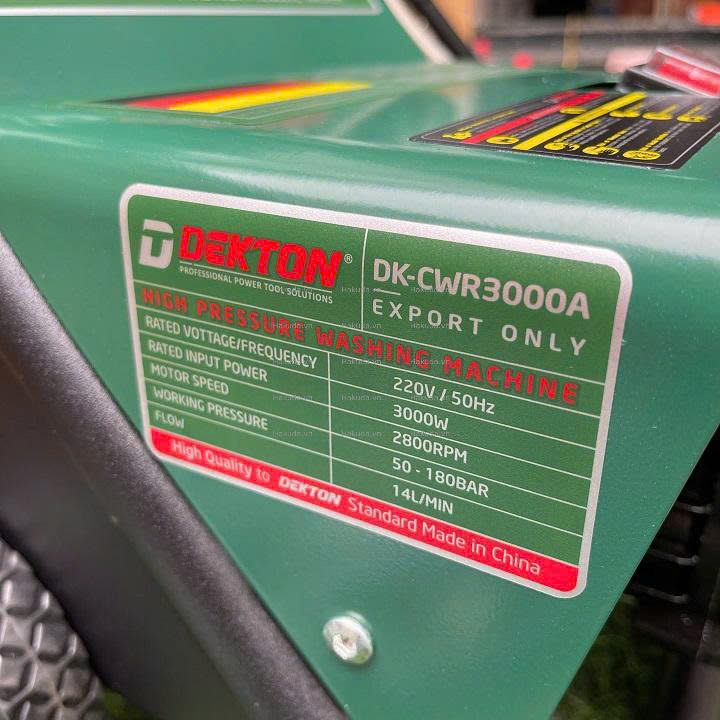 DEKTON®
PROFESSIONAL POWER TOOL SOLUTIONS
DK-CWR3000A
EXPORT ONLY
HIGH PRESSURE WASHING MACHINE
RATED VOTTAGE/FREQUENCY 220V / 50Hz
RATED INPUT POWER 3000W
MOTOR SPEED 2800RPM
WORKING PRESSURE 50 - 180BAR
FLOW 14L/MIN
High Quality to DEKTON Standard Made in China
Hakuda.vn